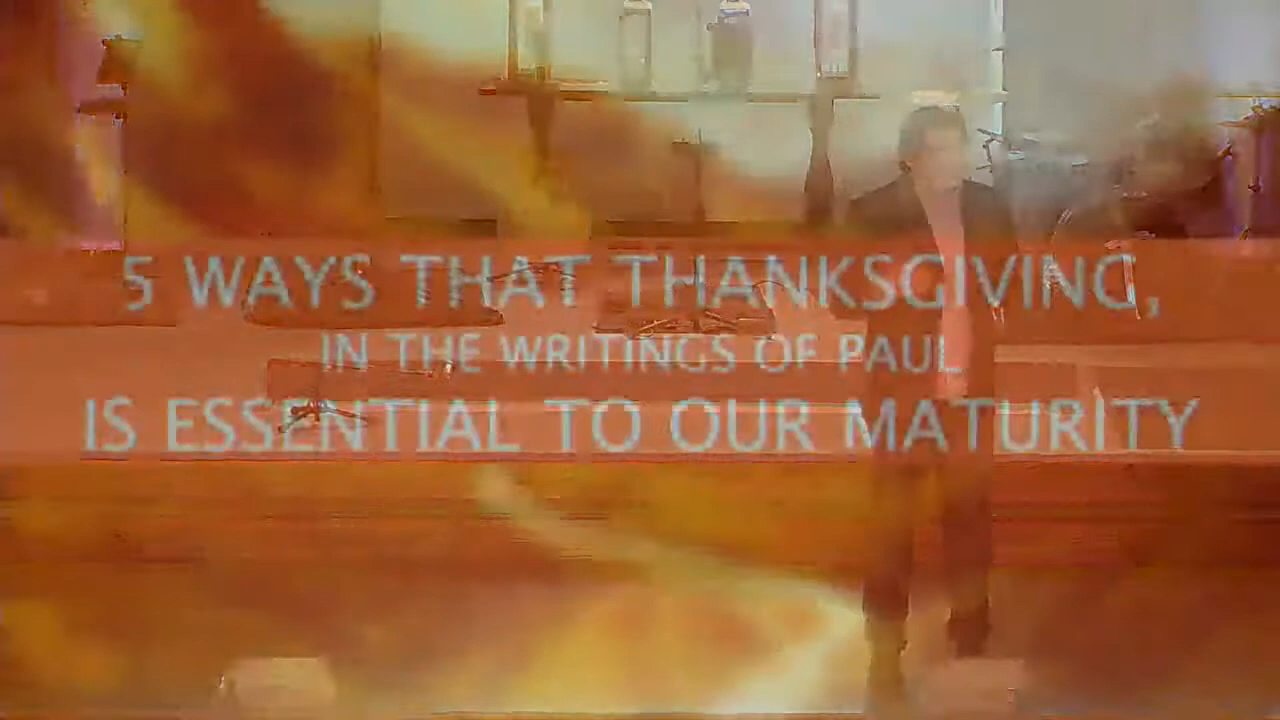 5 WAYS THAT THANKSGIVING,
IN THE WRITINGS OF PAUL
IS ESSENTIAL TO OUR MATURITY